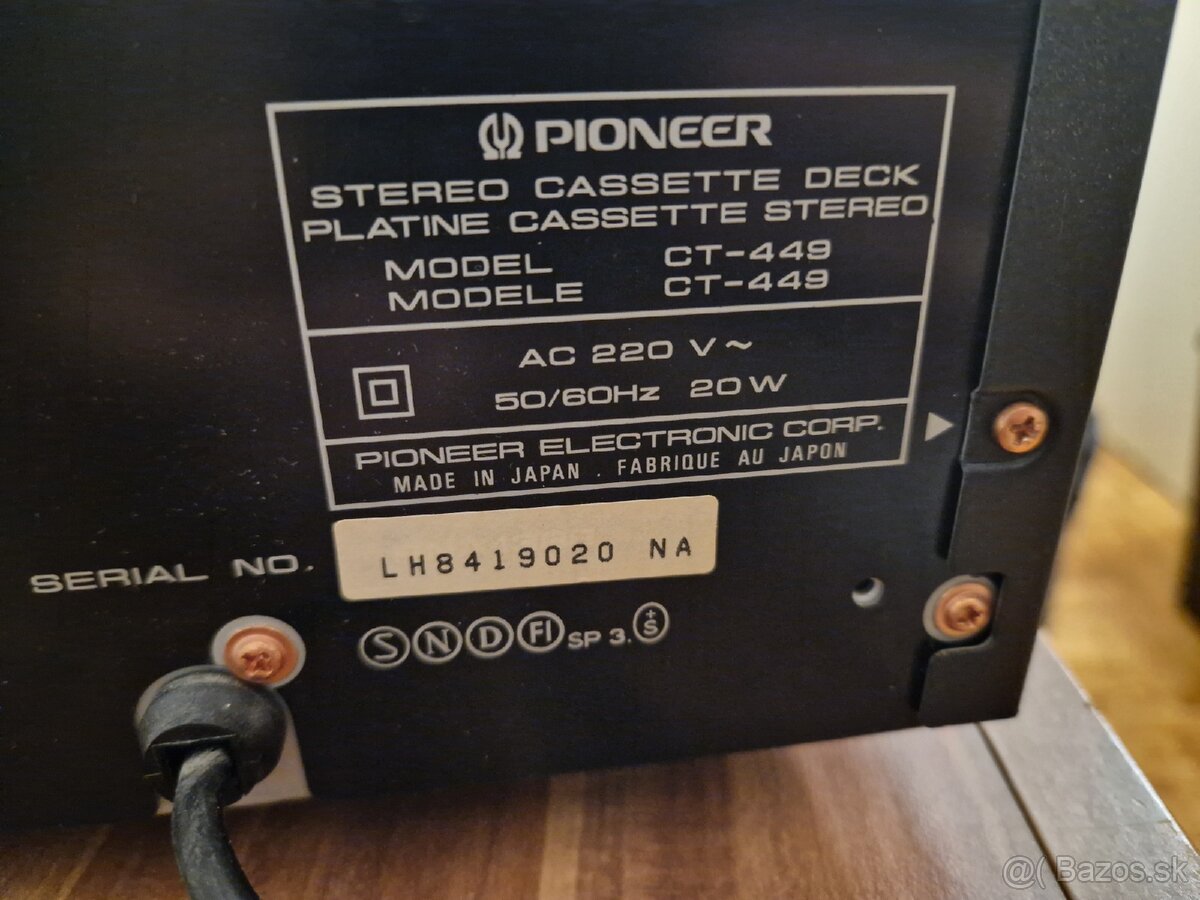 PIONEER
STEREO CASSETTE DECK
PLATINE CASSETTE STEREO
MODEL CT-449
MODELE CT-449
AC 220 V ~
50/60Hz 20 W
PIONEER ELECTRONIC CORP.
MADE IN JAPAN . FABRIQUE AU JAPON
SERIAL NO. LH8419020 NA
S N D FI SP 3. +S
@( Bazos.sk